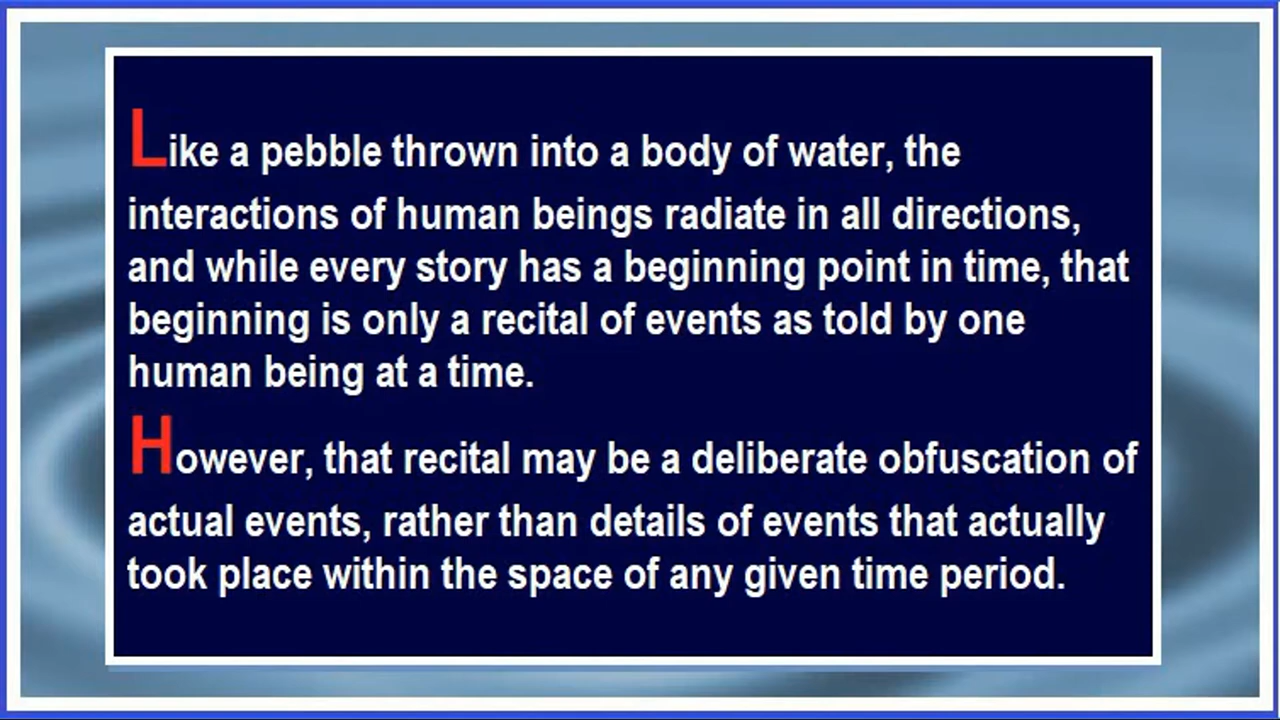 Like a pebble thrown into a body of water, the
interactions of human beings radiate in all directions,
and while every story has a beginning point in time, that
beginning is only a recital of events as told by one
human being at a time.
However, that recital may be a deliberate obfuscation of
actual events, rather than details of events that actually
took place within the space of any given time period.